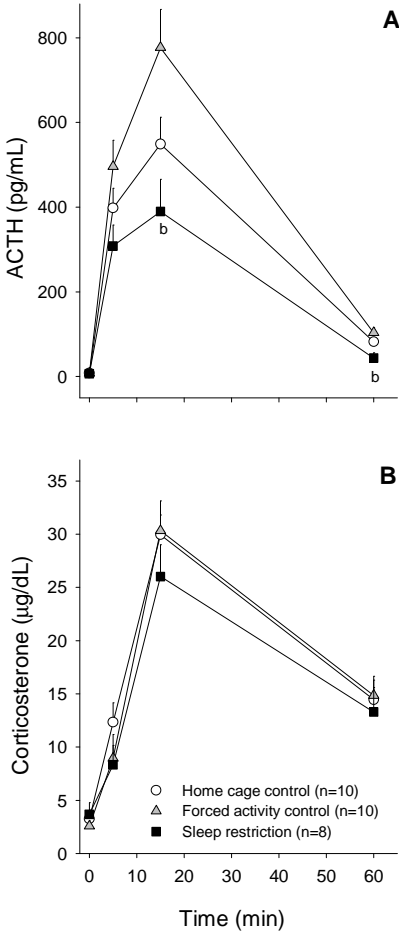 A
800
600
400
200
0
ACTH (pg/mL)
b
b
B
35
30
25
20
15
10
5
0
Corticosterone (μg/dL)
Home cage control (n=10)
Forced activity control (n=10)
Sleep restriction (n=8)
0 10 20 30 40 50 60
Time (min)